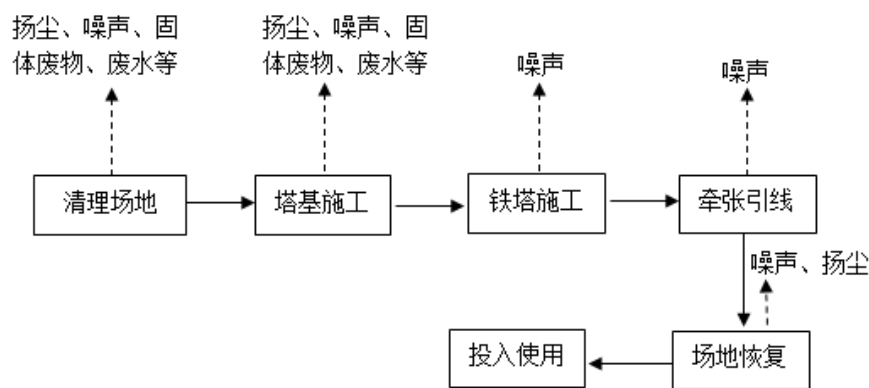 扬尘、噪声、固
体废物、废水等
扬尘、噪声、固
体废物、废水等
噪声
噪声
清理场地
塔基施工
铁塔施工
牵张引线
噪声、扬尘
投入使用
场地恢复